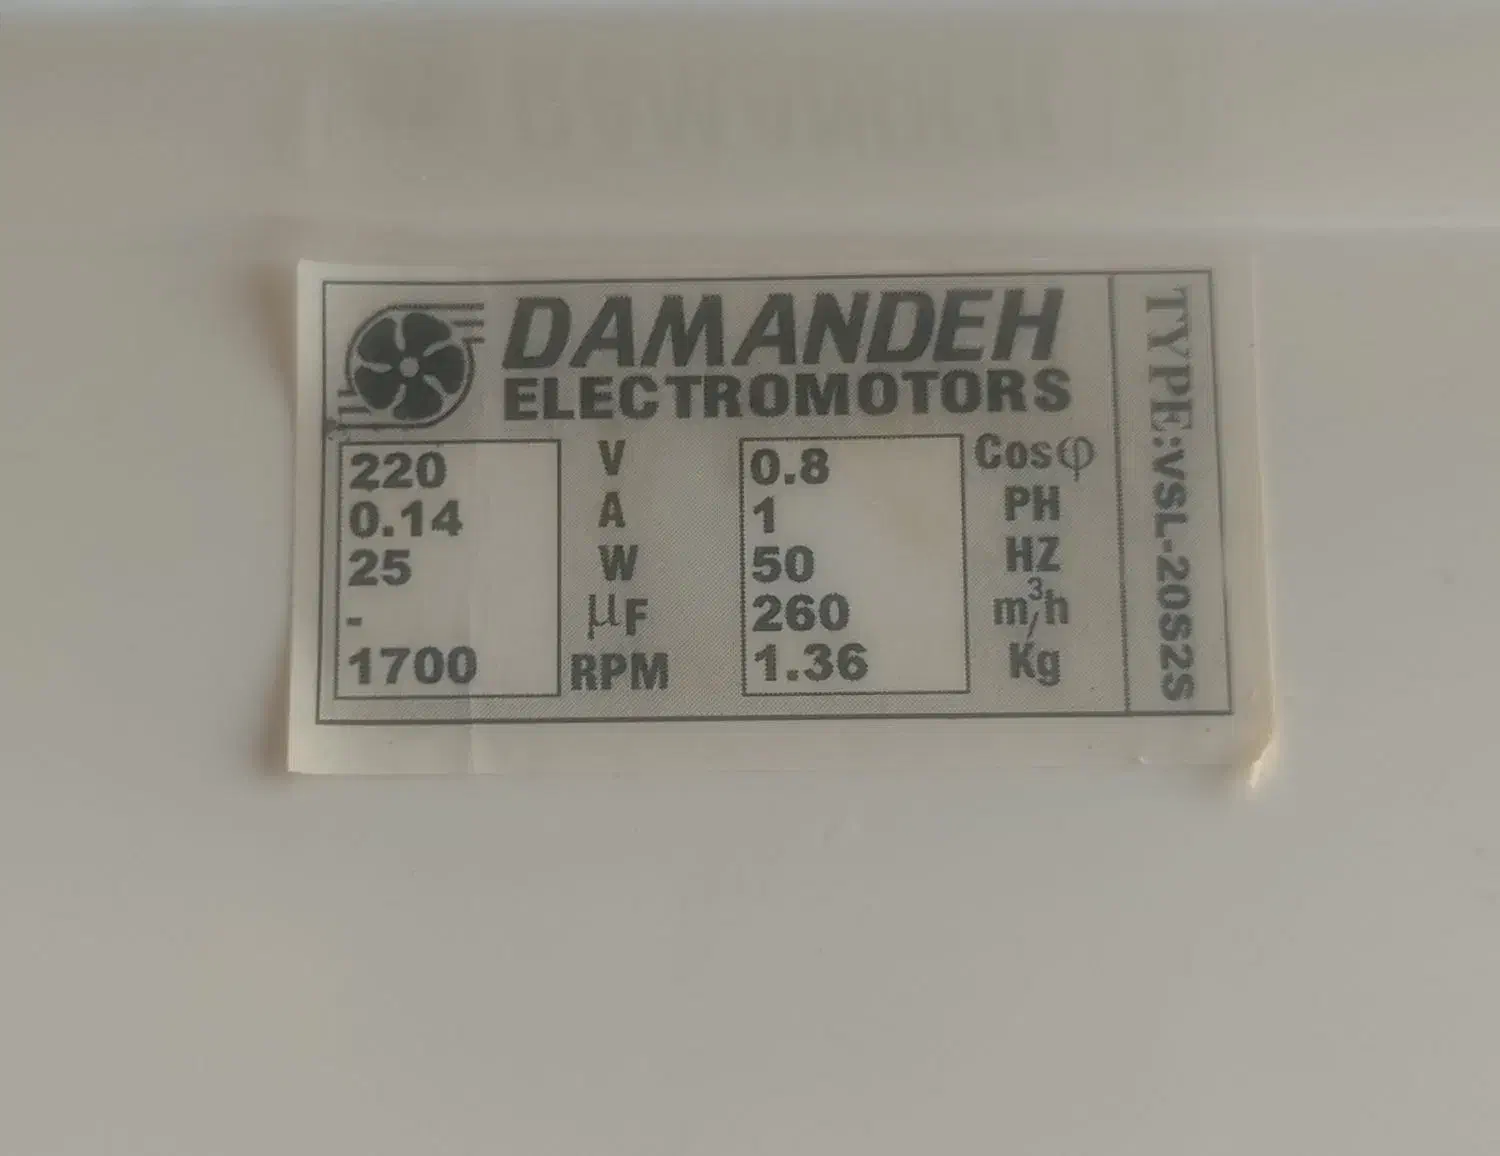 DAMANDEH
ELECTROMOTORS
220 V 0.8 Cosφ
0.14 A 1 PH
25 W 50 HZ
- µF 260 m³/h
1700 RPM 1.36 Kg
TYPE:VSL-20S2S